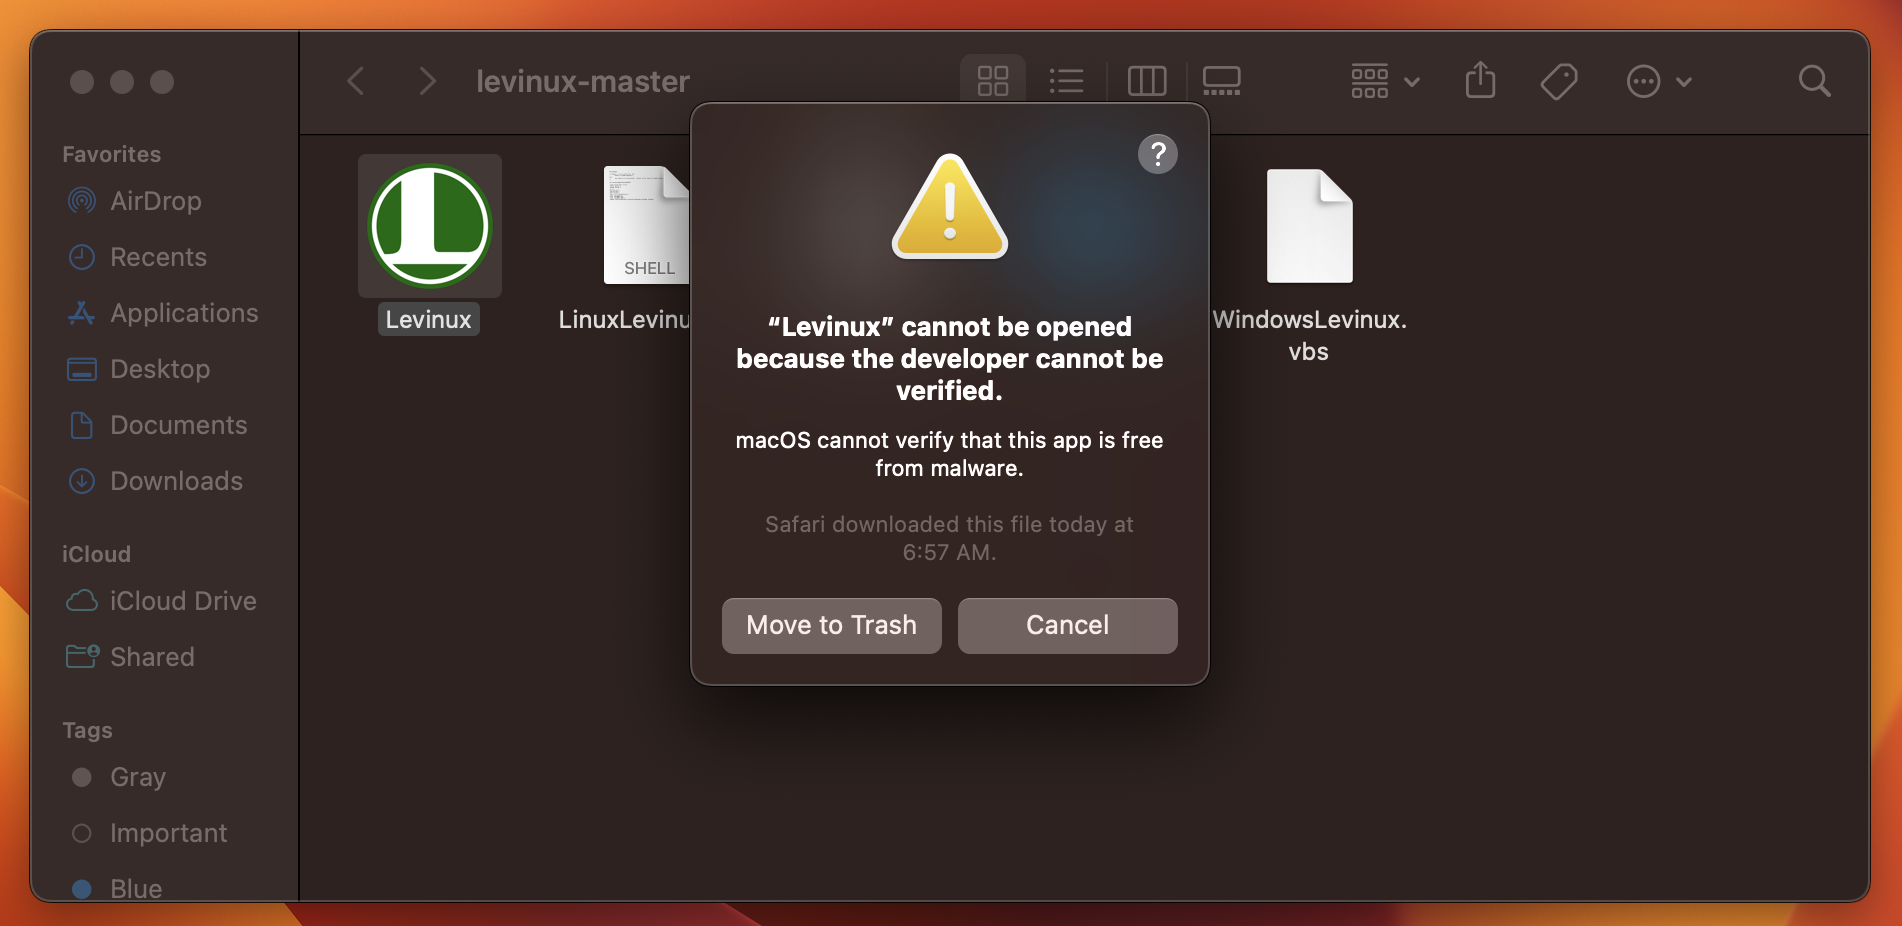 levinux-master
Favorites
AirDrop
Recents
Applications
Desktop
Documents
Downloads
iCloud
iCloud Drive
Shared
Tags
Gray
Important
Blue
SHELL
Levinux
LinuxLevinu
WindowsLevinux.
vbs
?
“Levinux” cannot be opened
because the developer cannot be
verified.
macOS cannot verify that this app is free
from malware.
Safari downloaded this file today at
6:57 AM.
Move to Trash
Cancel